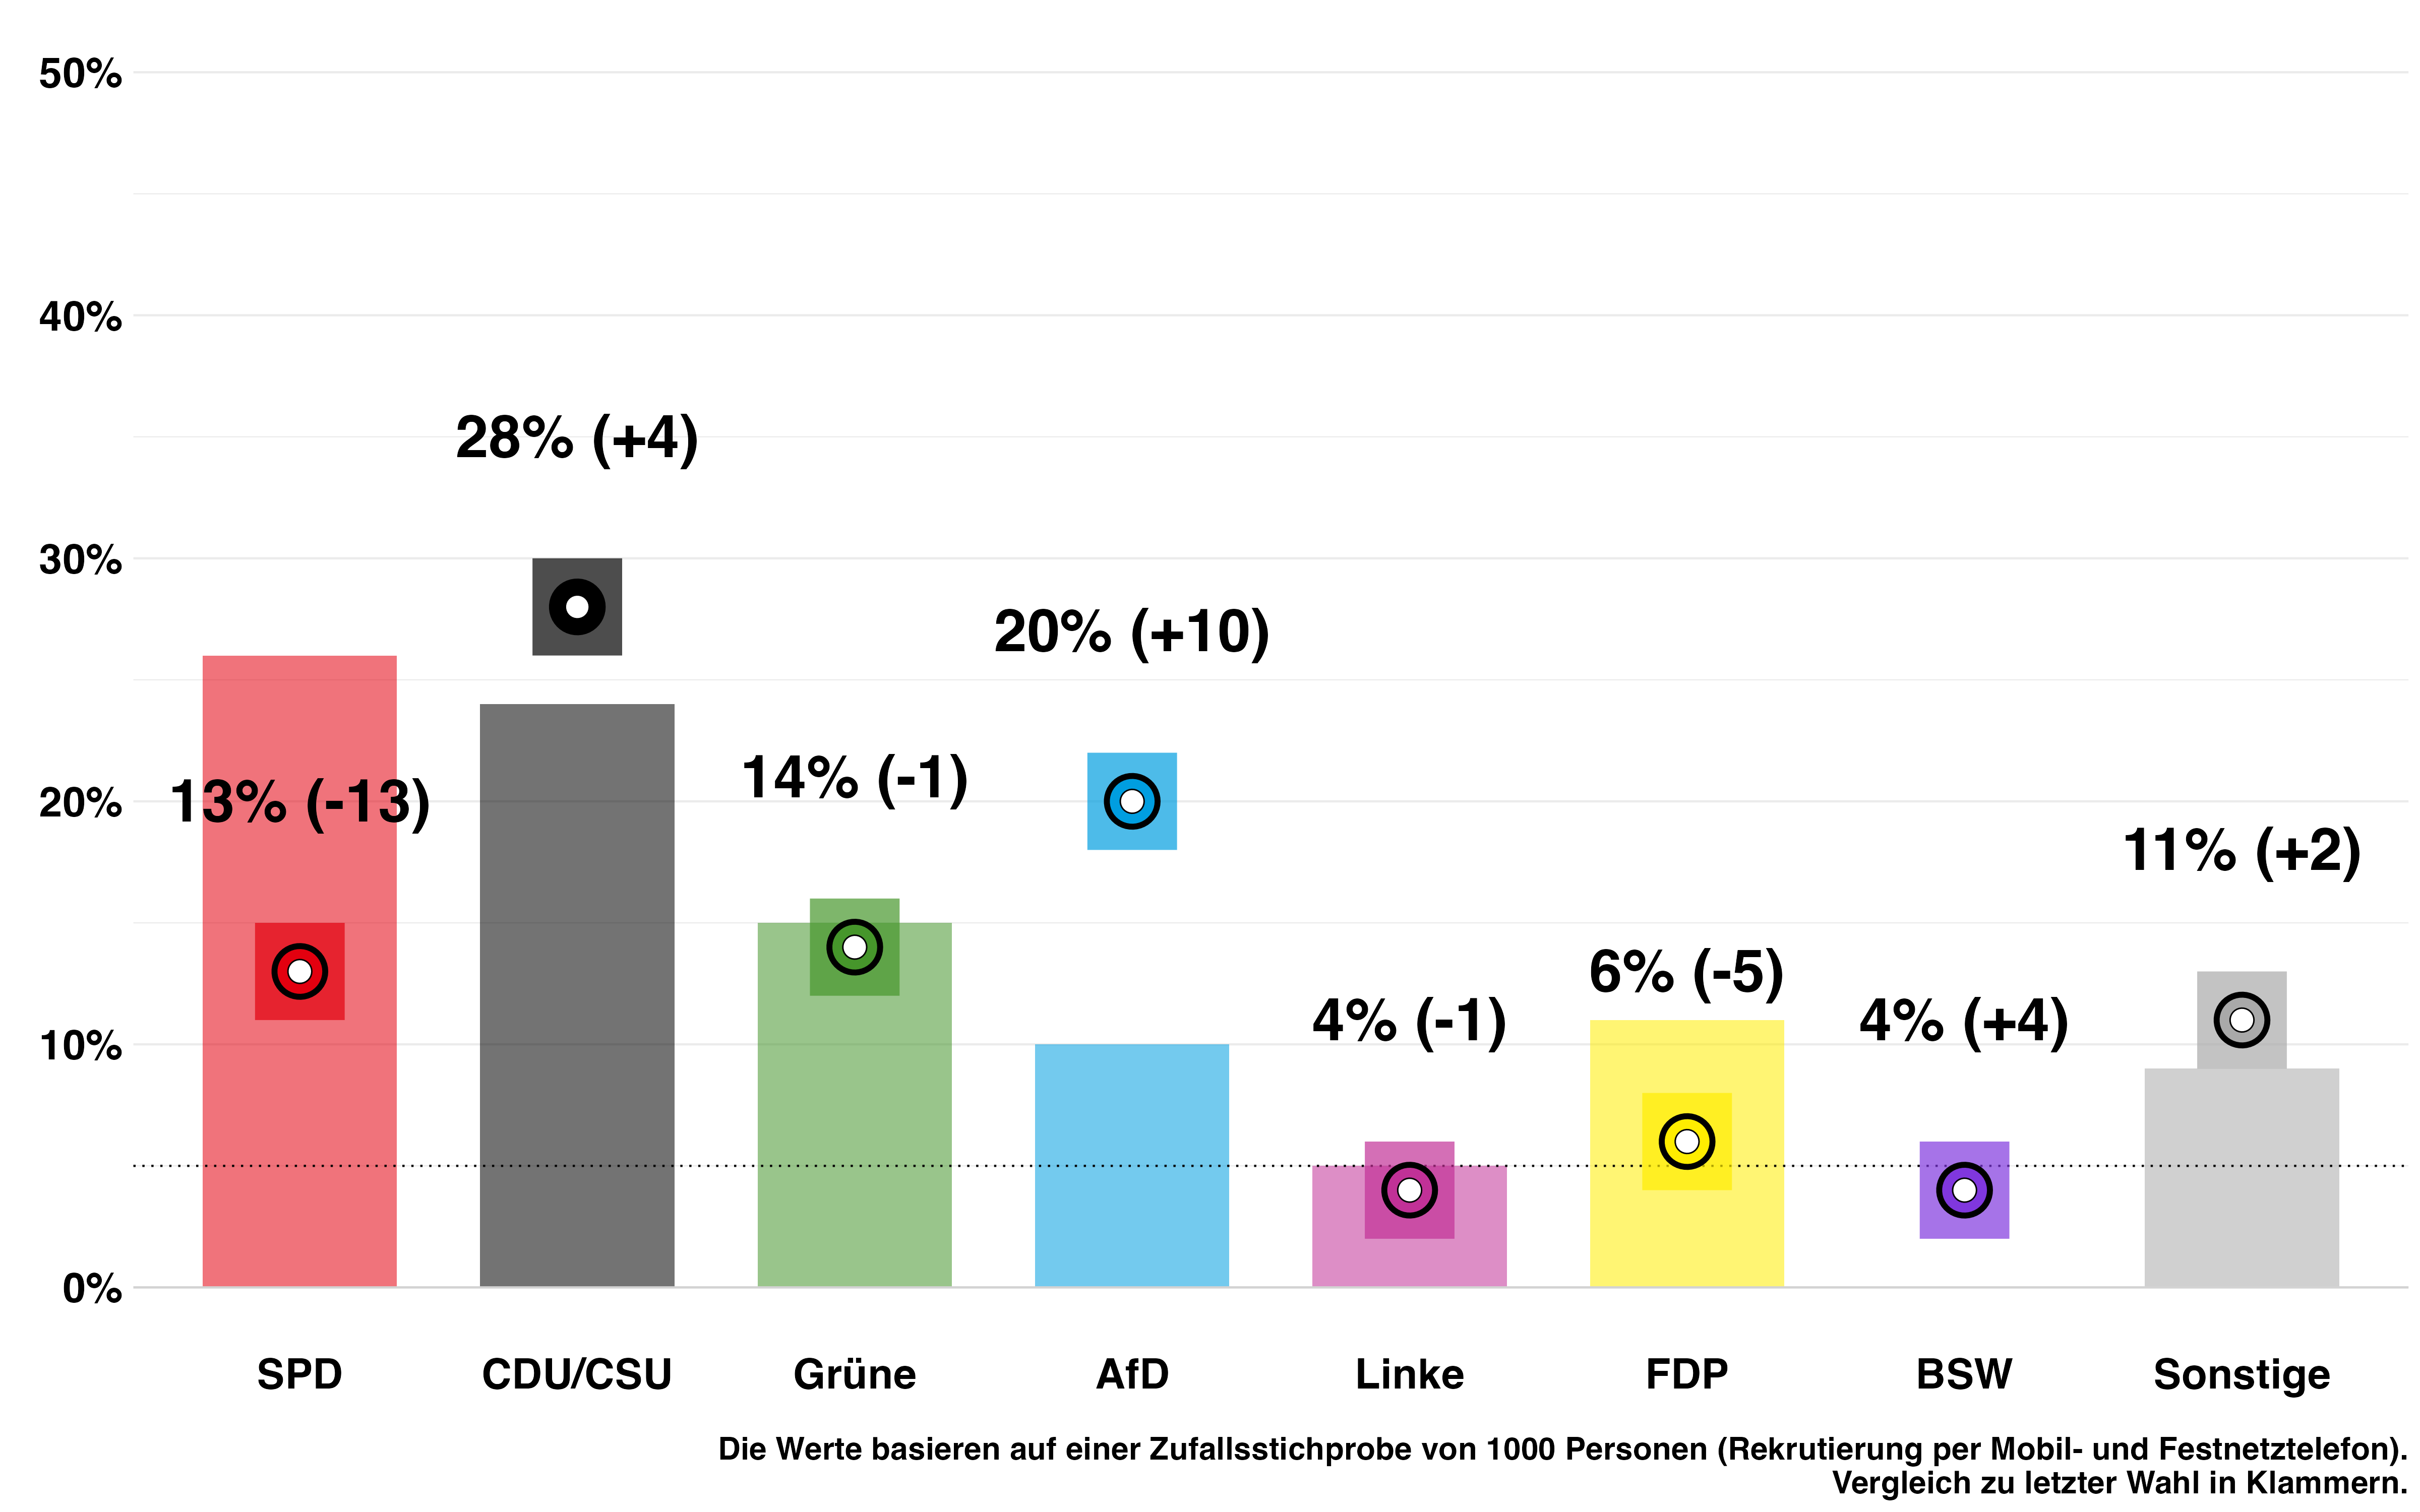 50%
40%
30%
20%
10%
0%
28% (+4)
20% (+10)
14% (-1)
13% (-13)
11% (+2)
6% (-5)
4% (-1)
4% (+4)
SPD
CDU/CSU
Grüne
AfD
Linke
FDP
BSW
Sonstige
Die Werte basieren auf einer Zufallsstichprobe von 1000 Personen (Rekrutierung per Mobil- und Festnetztelefon).
Vergleich zu letzter Wahl in Klammern.